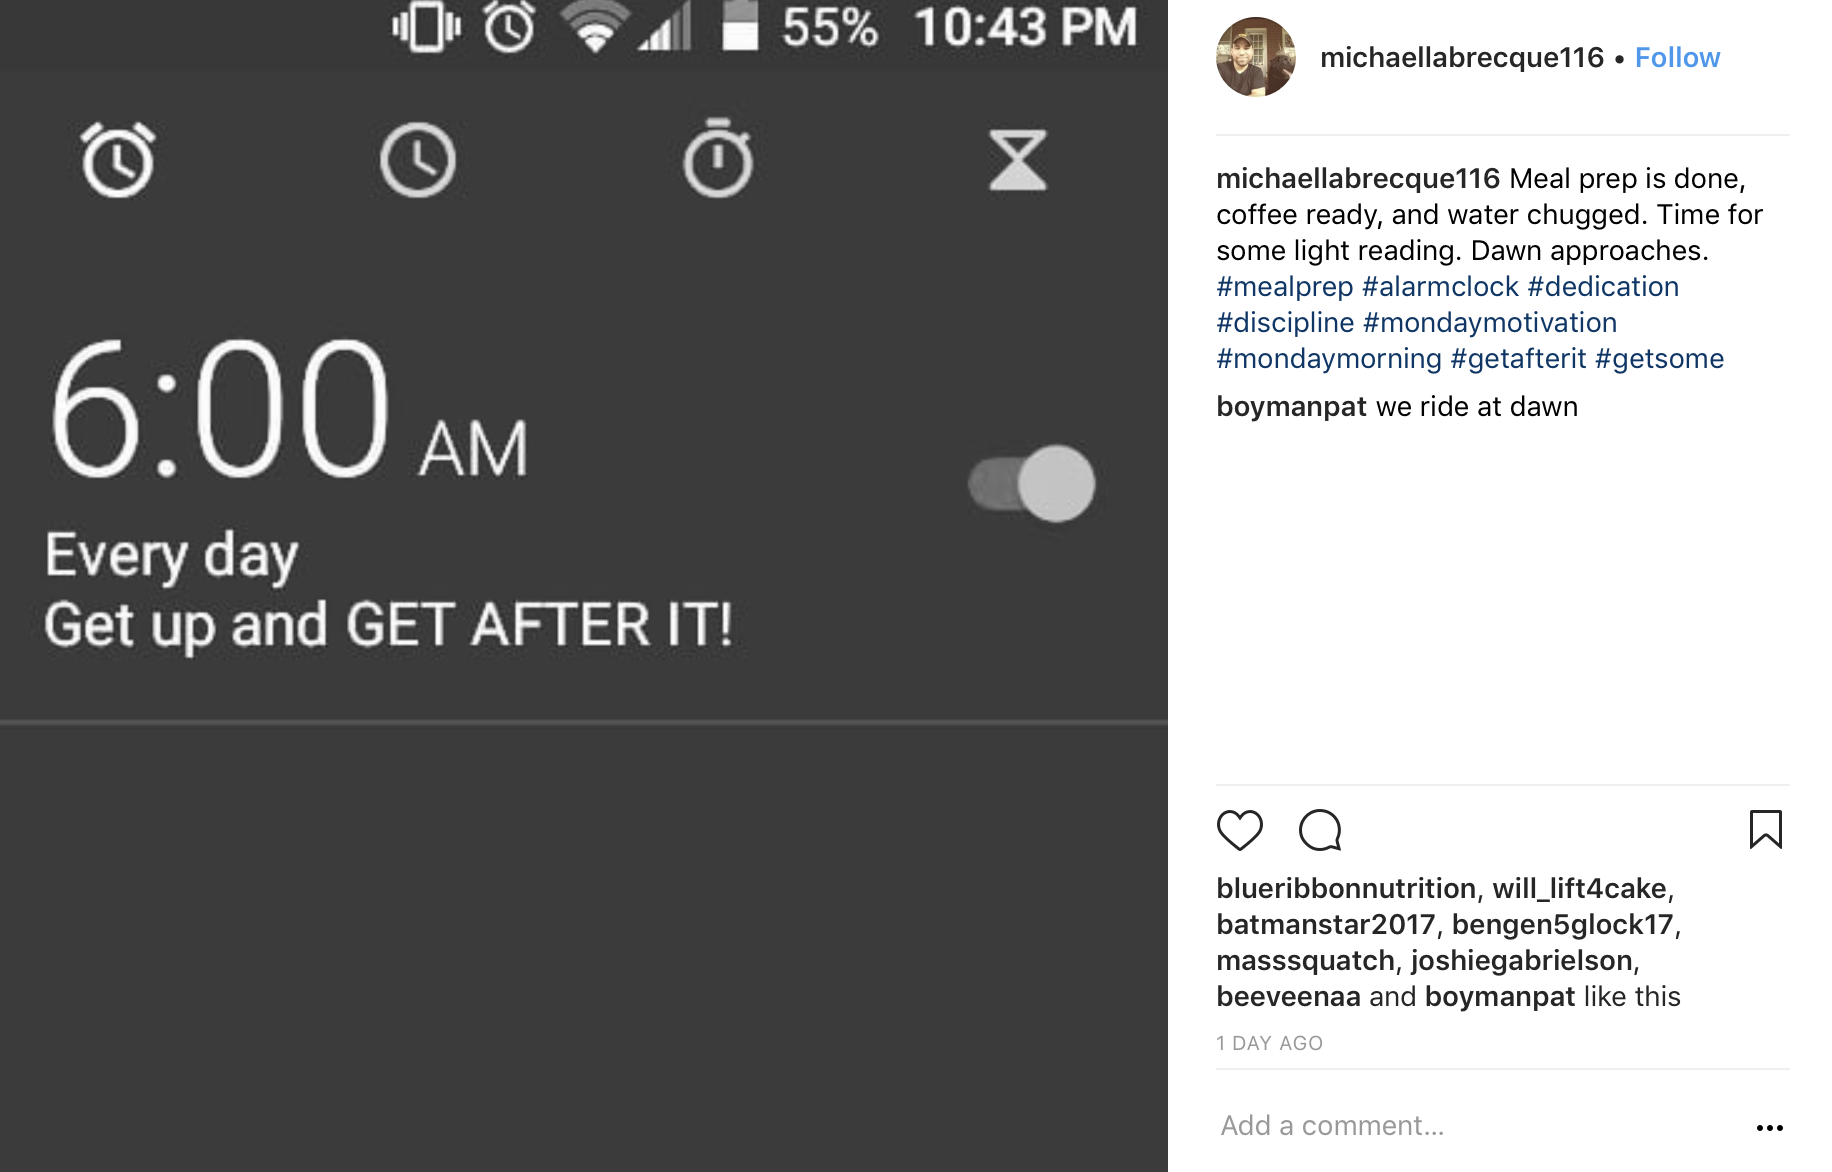 55% 10:43 PM
6:00 AM
Every day
Get up and GET AFTER IT!
michaellabrecque116 • Follow
michaellabrecque116 Meal prep is done,
coffee ready, and water chugged. Time for
some light reading. Dawn approaches.
#mealprep #alarmclock #dedication
#discipline #mondaymotivation
#mondaymorning #getafterit #getsome
boymanpat we ride at dawn
blueribbonnutrition, will_lift4cake,
batmanstar2017, bengen5glock17,
masssquatch, joshiegabrielson,
beeveenaa and boymanpat like this
1 DAY AGO
Add a comment...